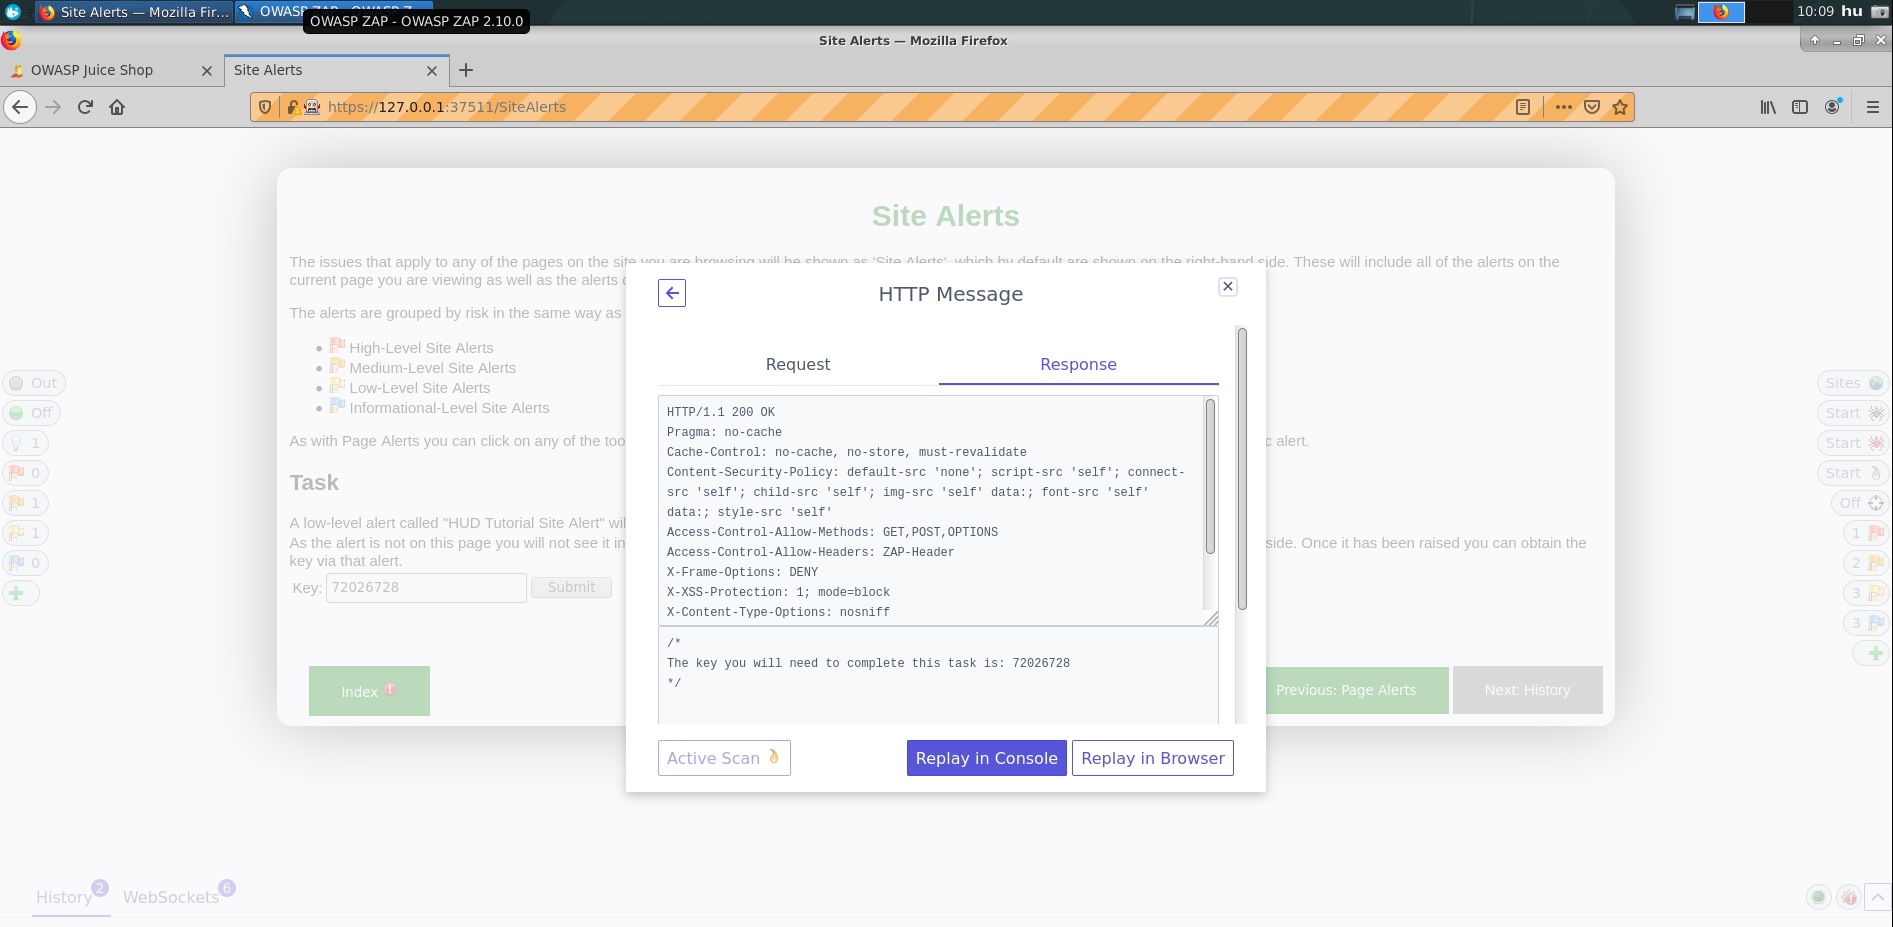 Site Alerts — Mozilla Fir...
OWASP ZAP - OWASP Z
OWASP ZAP - OWASP ZAP 2.10.0
10:09 hu
Site Alerts — Mozilla Firefox
OWASP Juice Shop
Site Alerts
https://127.0.0.1:37511/SiteAlerts
Site Alerts
The issues that apply to any of the pages on the site you are browsing will be shown as 'Site Alerts', which by default are shown on the right-hand side. These will include all of the alerts on the
current page you are viewing as well as the alerts
The alerts are grouped by risk in the same way as
High-Level Site Alerts
Medium-Level Site Alerts
Low-Level Site Alerts
Informational-Level Site Alerts
As with Page Alerts you can click on any of the too
c alert.
Task
A low-level alert called "HUD Tutorial Site Alert" wil
As the alert is not on this page you will not see it in
side. Once it has been raised you can obtain the
key via that alert.
Key: 72026728 Submit
Index
Previous: Page Alerts
Next: History
Out
Off
1
0
1
1
0
Sites
Start
Start
Start
Off
1
2
3
3
HTTP Message
Request
Response
HTTP/1.1 200 OK
Pragma: no-cache
Cache-Control: no-cache, no-store, must-revalidate
Content-Security-Policy: default-src 'none'; script-src 'self'; connect-
src 'self'; child-src 'self'; img-src 'self' data:; font-src 'self'
data:; style-src 'self'
Access-Control-Allow-Methods: GET,POST,OPTIONS
Access-Control-Allow-Headers: ZAP-Header
X-Frame-Options: DENY
X-XSS-Protection: 1; mode=block
X-Content-Type-Options: nosniff
/*
The key you will need to complete this task is: 72026728
*/
Active Scan
Replay in Console
Replay in Browser
History 2
WebSockets 6